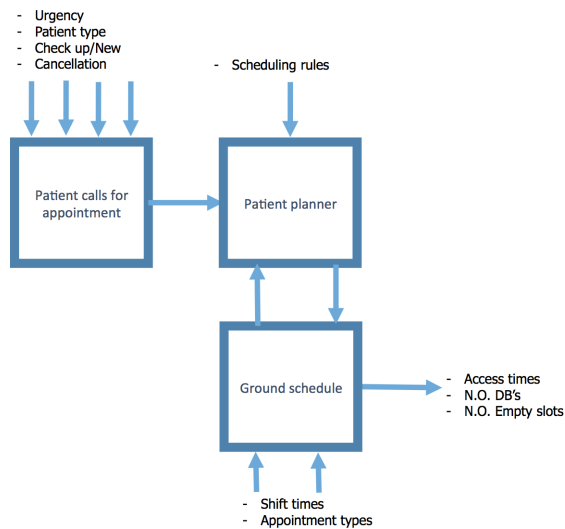 - Urgency
- Patient type
- Check up/New
- Cancellation
- Scheduling rules
Patient calls for
appointment
Patient planner
Ground schedule
- Access times
- N.O. DB's
- N.O. Empty slots
- Shift times
- Appointment types